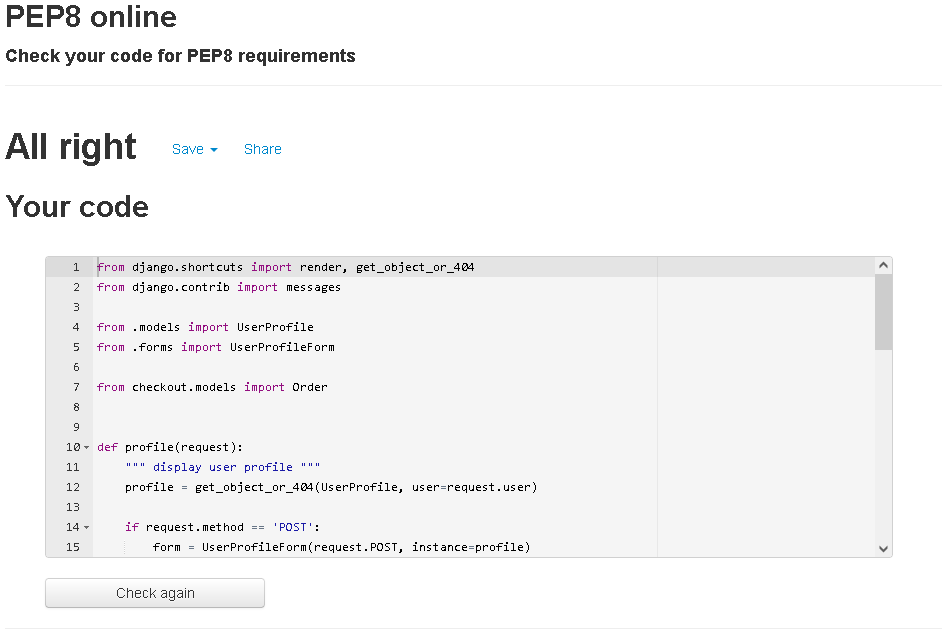 PEP8 online
Check your code for PEP8 requirements
All right Save Share
Your code
1 from django.shortcuts import render, get_object_or_404
2 from django.contrib import messages
3
4 from .models import UserProfile
5 from .forms import UserProfileForm
6
7 from checkout.models import Order
8
9
10 def profile(request):
11     """ display user profile """
12     profile = get_object_or_404(UserProfile, user=request.user)
13
14     if request.method == 'POST':
15         form = UserProfileForm(request.POST, instance=profile)
Check again